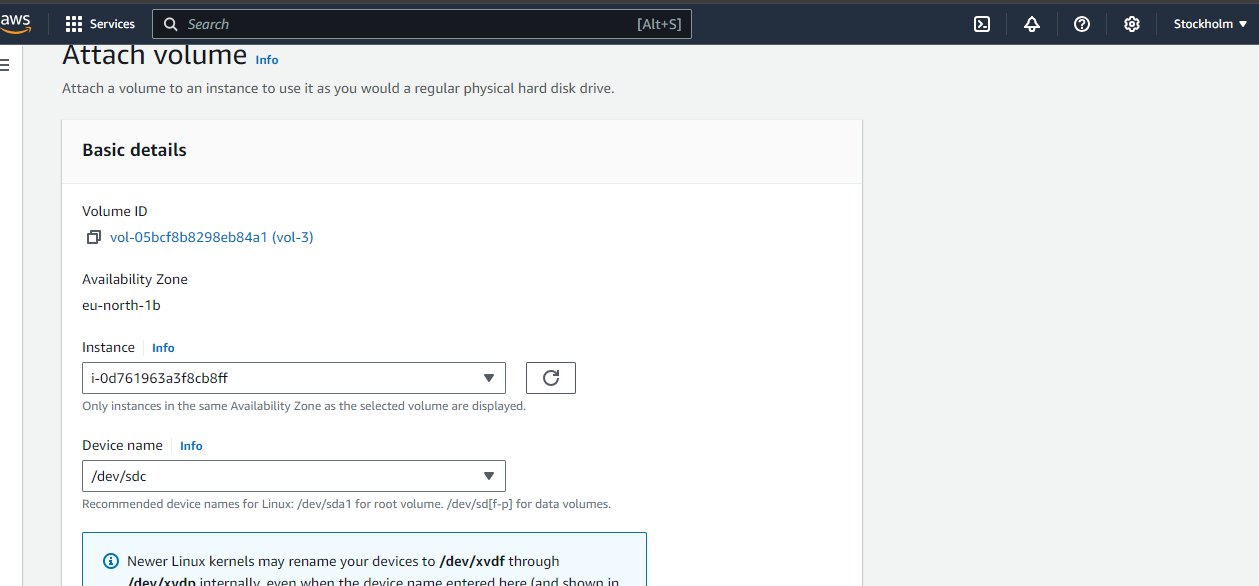 aws
Services
Search
[Alt+S]
Stockholm
Attach volume Info
Attach a volume to an instance to use it as you would a regular physical hard disk drive.
Basic details
Volume ID
vol-05bcf8b8298eb84a1 (vol-3)
Availability Zone
eu-north-1b
Instance Info
i-0d761963a3f8cb8ff
Only instances in the same Availability Zone as the selected volume are displayed.
Device name Info
/dev/sdc
Recommended device names for Linux: /dev/sda1 for root volume. /dev/sd[f-p] for data volumes.
Newer Linux kernels may rename your devices to /dev/xvdf through
/dev/xvdp internally, even when the device name entered here (and shown in